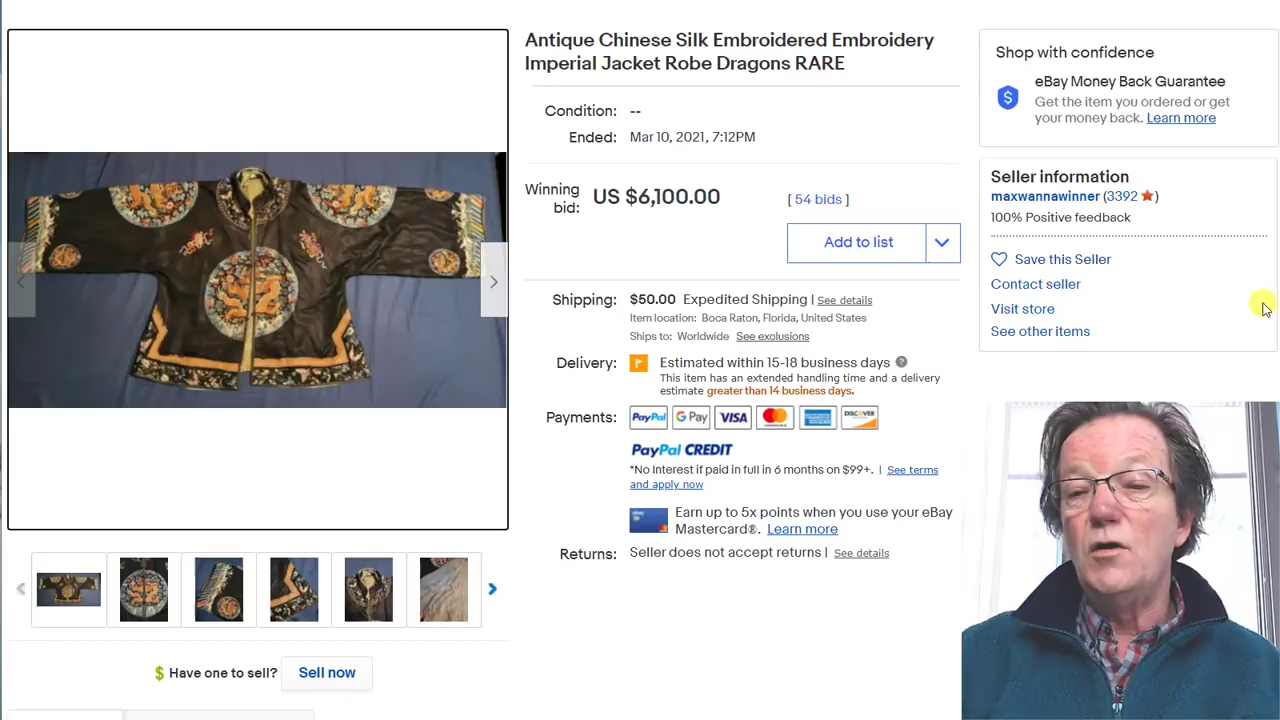 Antique Chinese Silk Embroidered Embroidery
Imperial Jacket Robe Dragons RARE
Condition: --
Ended: Mar 10, 2021, 7:12PM
Winning
bid:
US $6,100.00
[ 54 bids ]
Add to list
Shipping: $50.00 Expedited Shipping | See details
Item location: Boca Raton, Florida, United States
Ships to: Worldwide See exclusions
Delivery: Estimated within 15-18 business days ?
This item has an extended handling time and a delivery
estimate greater than 14 business days.
Payments: PayPal G Pay VISA MasterCard AMERICAN EXPRESS DISCOVER
PayPal CREDIT
*No Interest if paid in full in 6 months on $99+. | See terms
and apply now
Earn up to 5x points when you use your eBay
Mastercard®. Learn more
Returns: Seller does not accept returns | See details
$ Have one to sell? Sell now
Shop with confidence
$
eBay Money Back Guarantee
Get the item you ordered or get
your money back. Learn more
Seller information
maxwannawinner (3392 ★)
100% Positive feedback
Save this Seller
Contact seller
Visit store
See other items